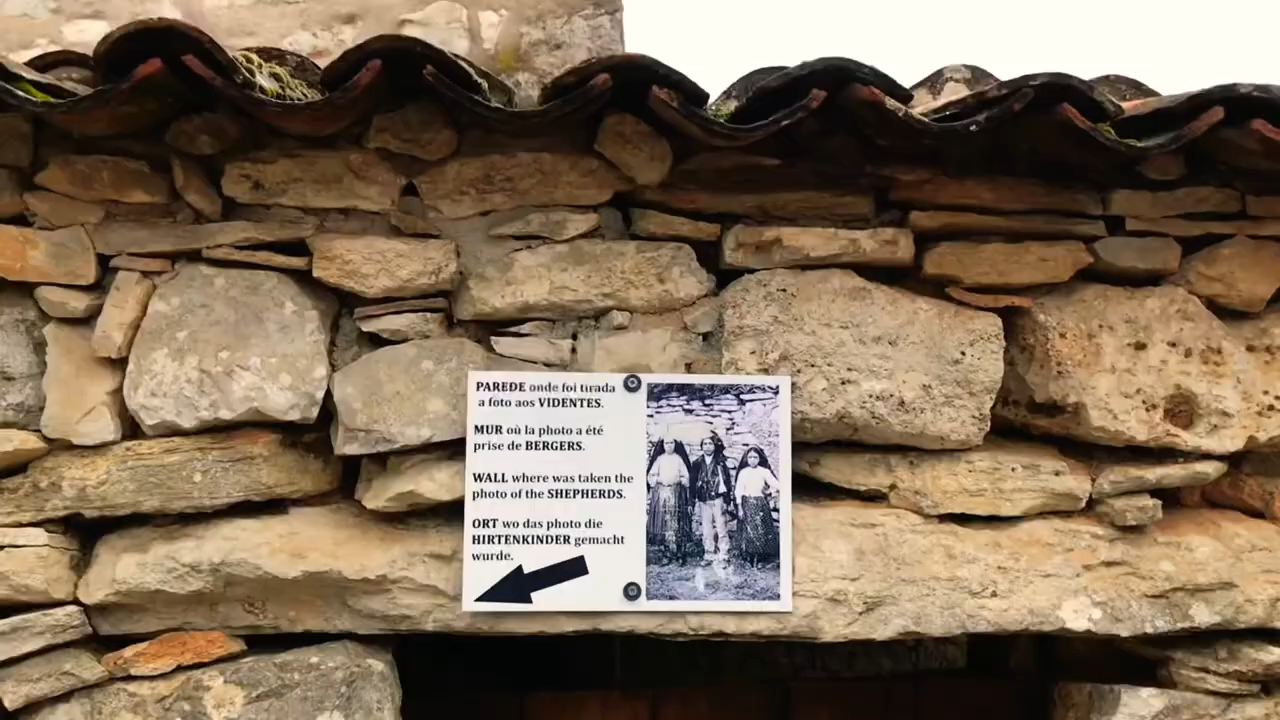 PAREDE onde foi tirada
a foto aos VIDENTES.
MUR où la photo a été
prise de BERGERS.
WALL where was taken the
photo of the SHEPHERDS.
ORT wo das photo die
HIRTENKINDER gemacht
wurde.